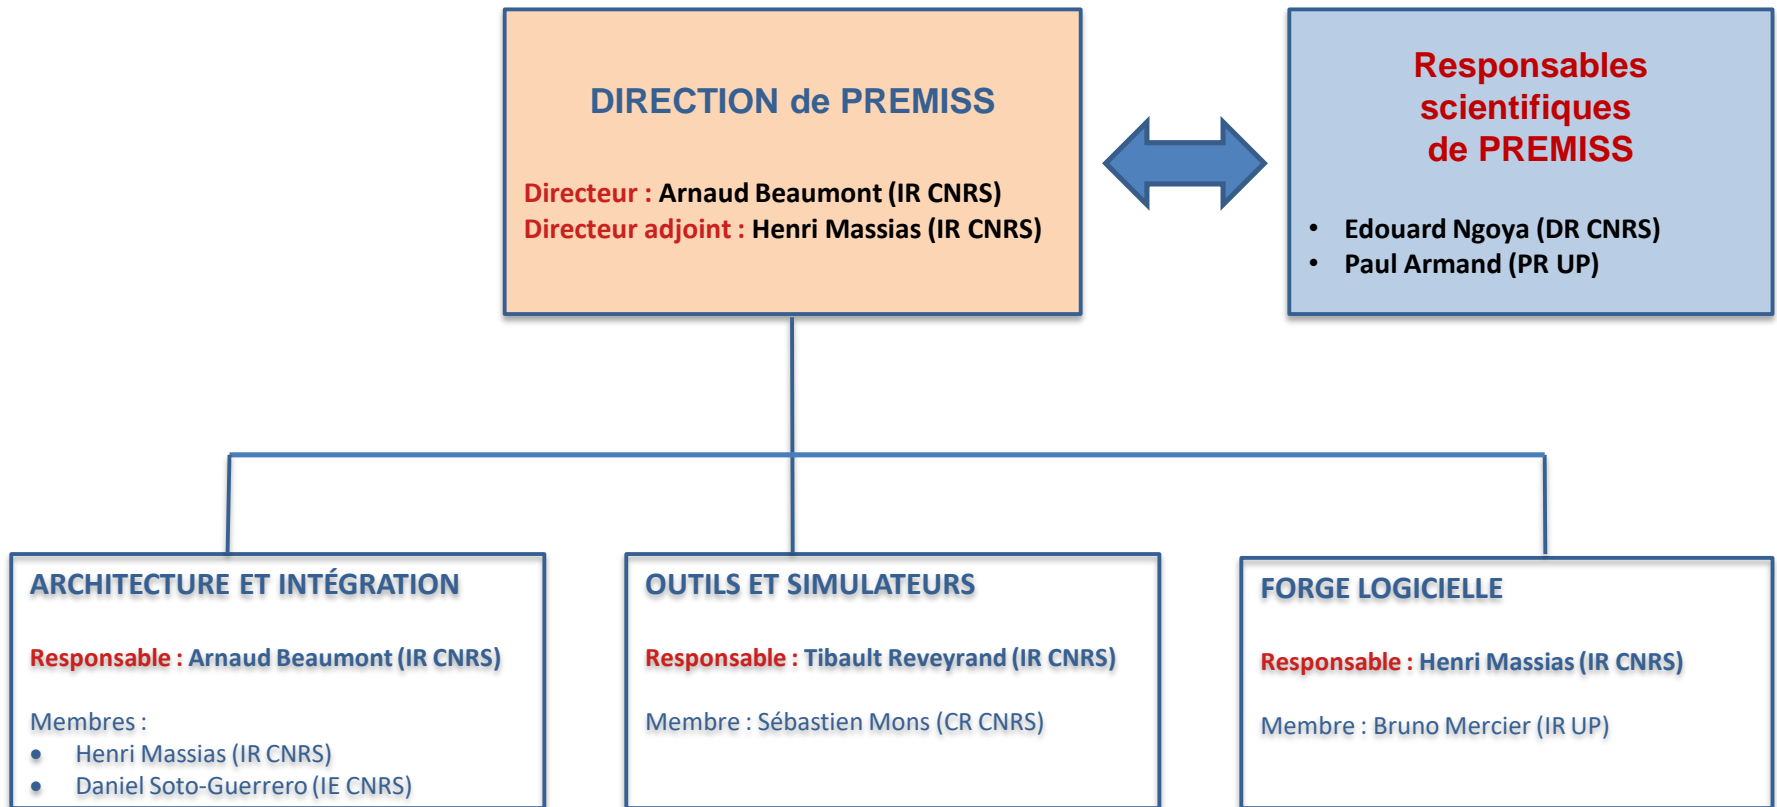 DIRECTION de PREMISS
Directeur : Arnaud Beaumont (IR CNRS)
Directeur adjoint : Henri Massias (IR CNRS)
Responsables
scientifiques
de PREMISS
• Edouard Ngoya (DR CNRS)
• Paul Armand (PR UP)
ARCHITECTURE ET INTÉGRATION
Responsable : Arnaud Beaumont (IR CNRS)
Membres :
• Henri Massias (IR CNRS)
• Daniel Soto-Guerrero (IE CNRS)
OUTILS ET SIMULATEURS
Responsable : Tibault Reveyrand (IR CNRS)
Membre : Sébastien Mons (CR CNRS)
FORGE LOGICIELLE
Responsable : Henri Massias (IR CNRS)
Membre : Bruno Mercier (IR UP)